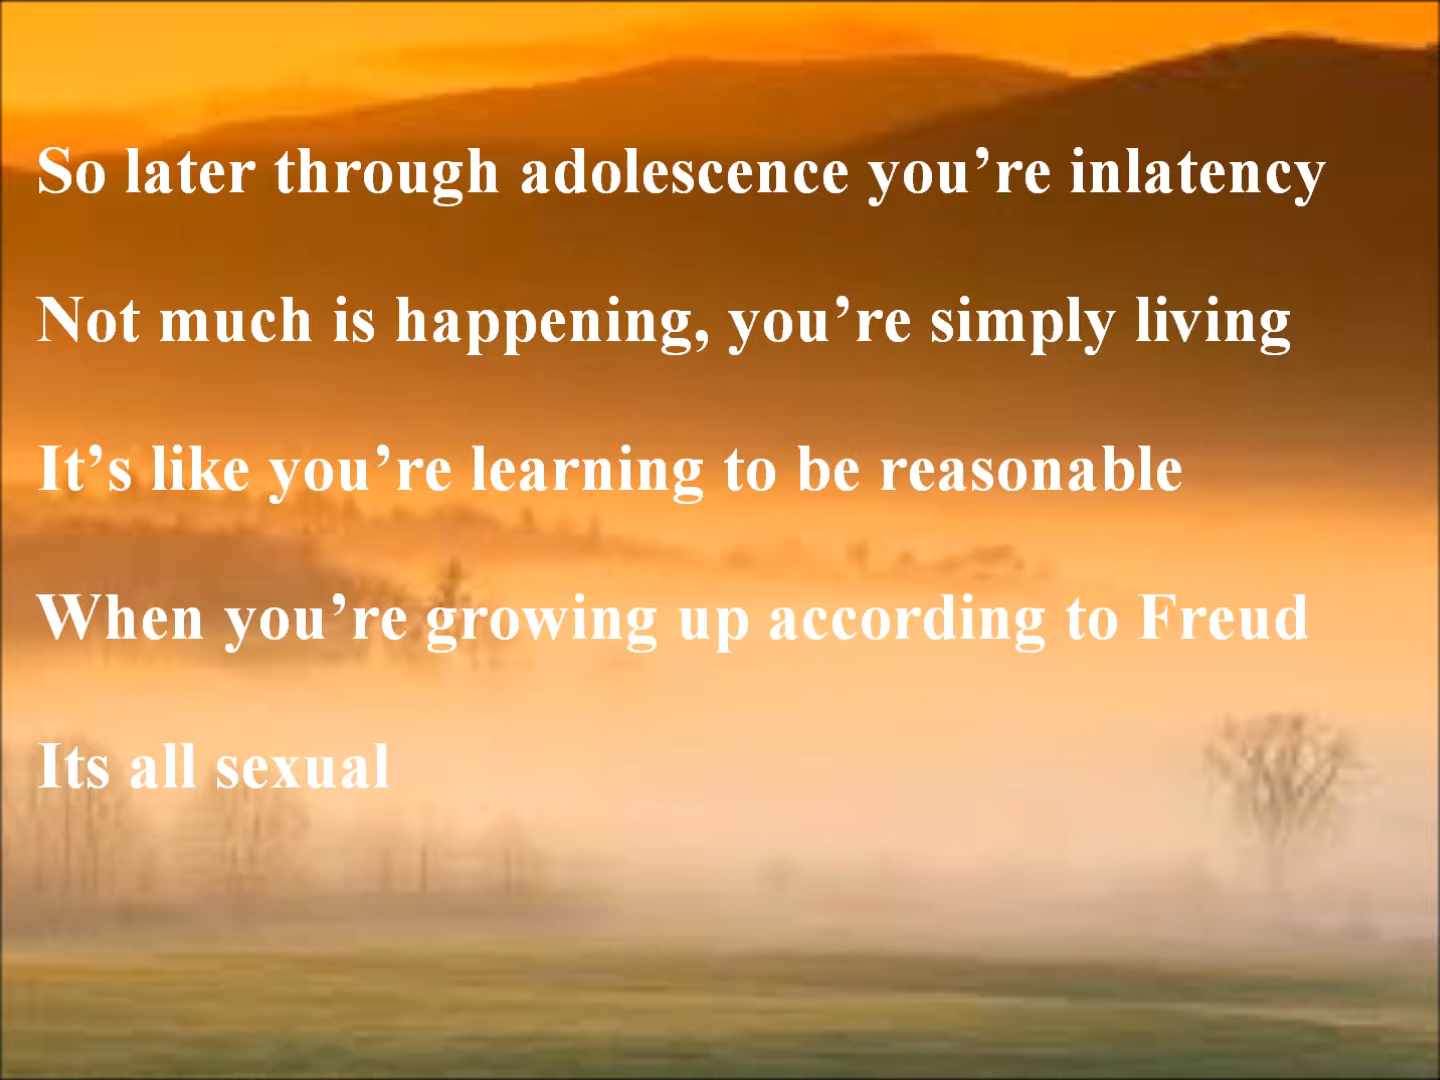 So later through adolescence you’re inlatency
Not much is happening, you’re simply living
It’s like you’re learning to be reasonable
When you’re growing up according to Freud
Its all sexual